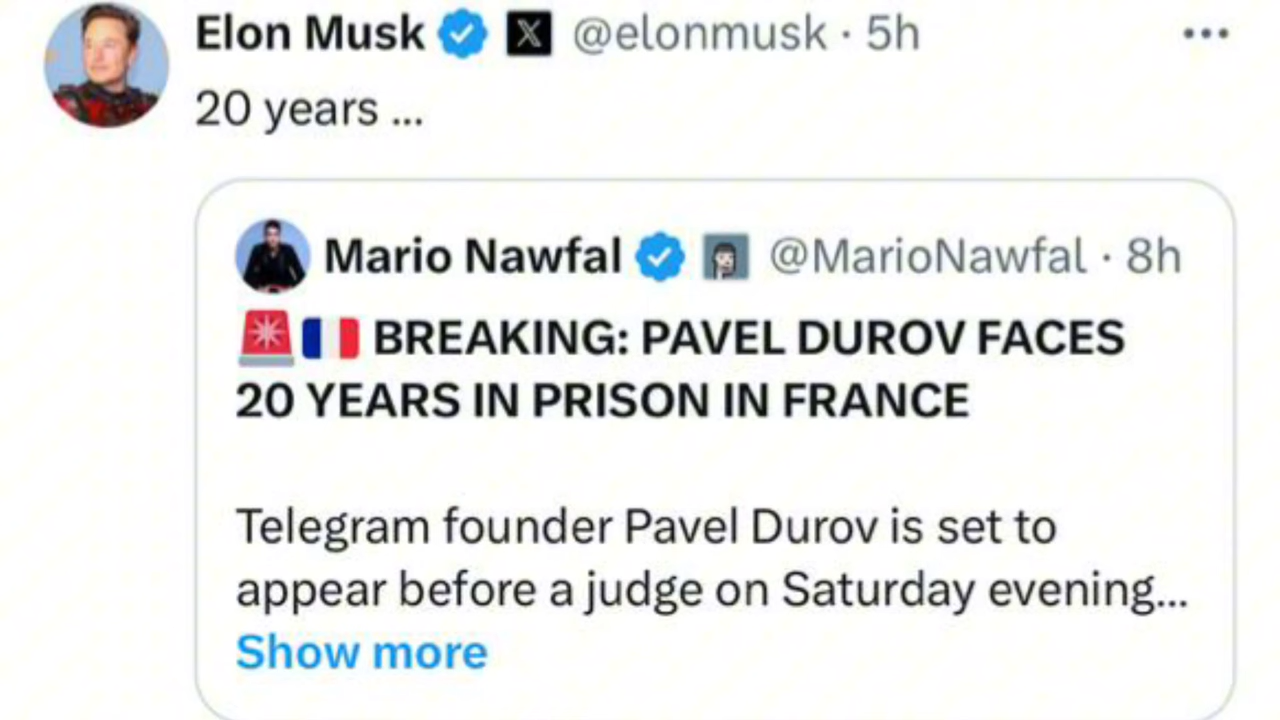 Elon Musk @elonmusk · 5h
20 years ...
Mario Nawfal @MarioNawfal · 8h
🚨🇫🇷 BREAKING: PAVEL DUROV FACES
20 YEARS IN PRISON IN FRANCE
Telegram founder Pavel Durov is set to
appear before a judge on Saturday evening...
Show more